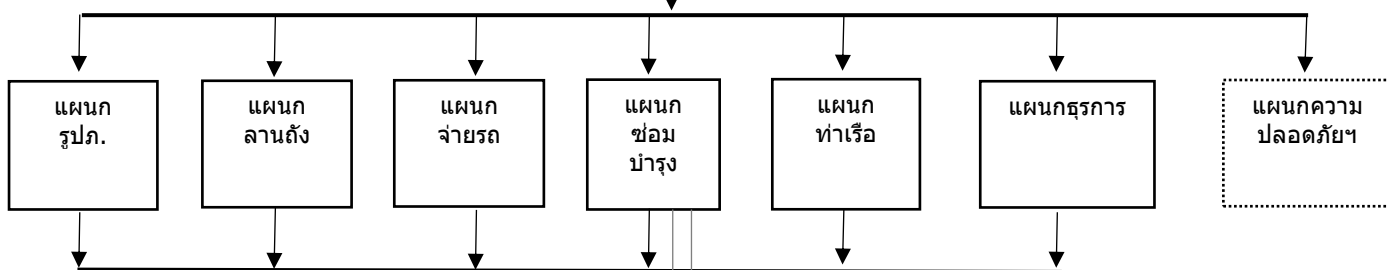 แผนก
รูปภ.
แผนก
ลานถัง
แผนก
จ่ายรถ
แผนก
ซ่อม
บำรุง
แผนก
ท่าเรือ
แผนกธุรการ
แผนกความ
ปลอดภัยฯ